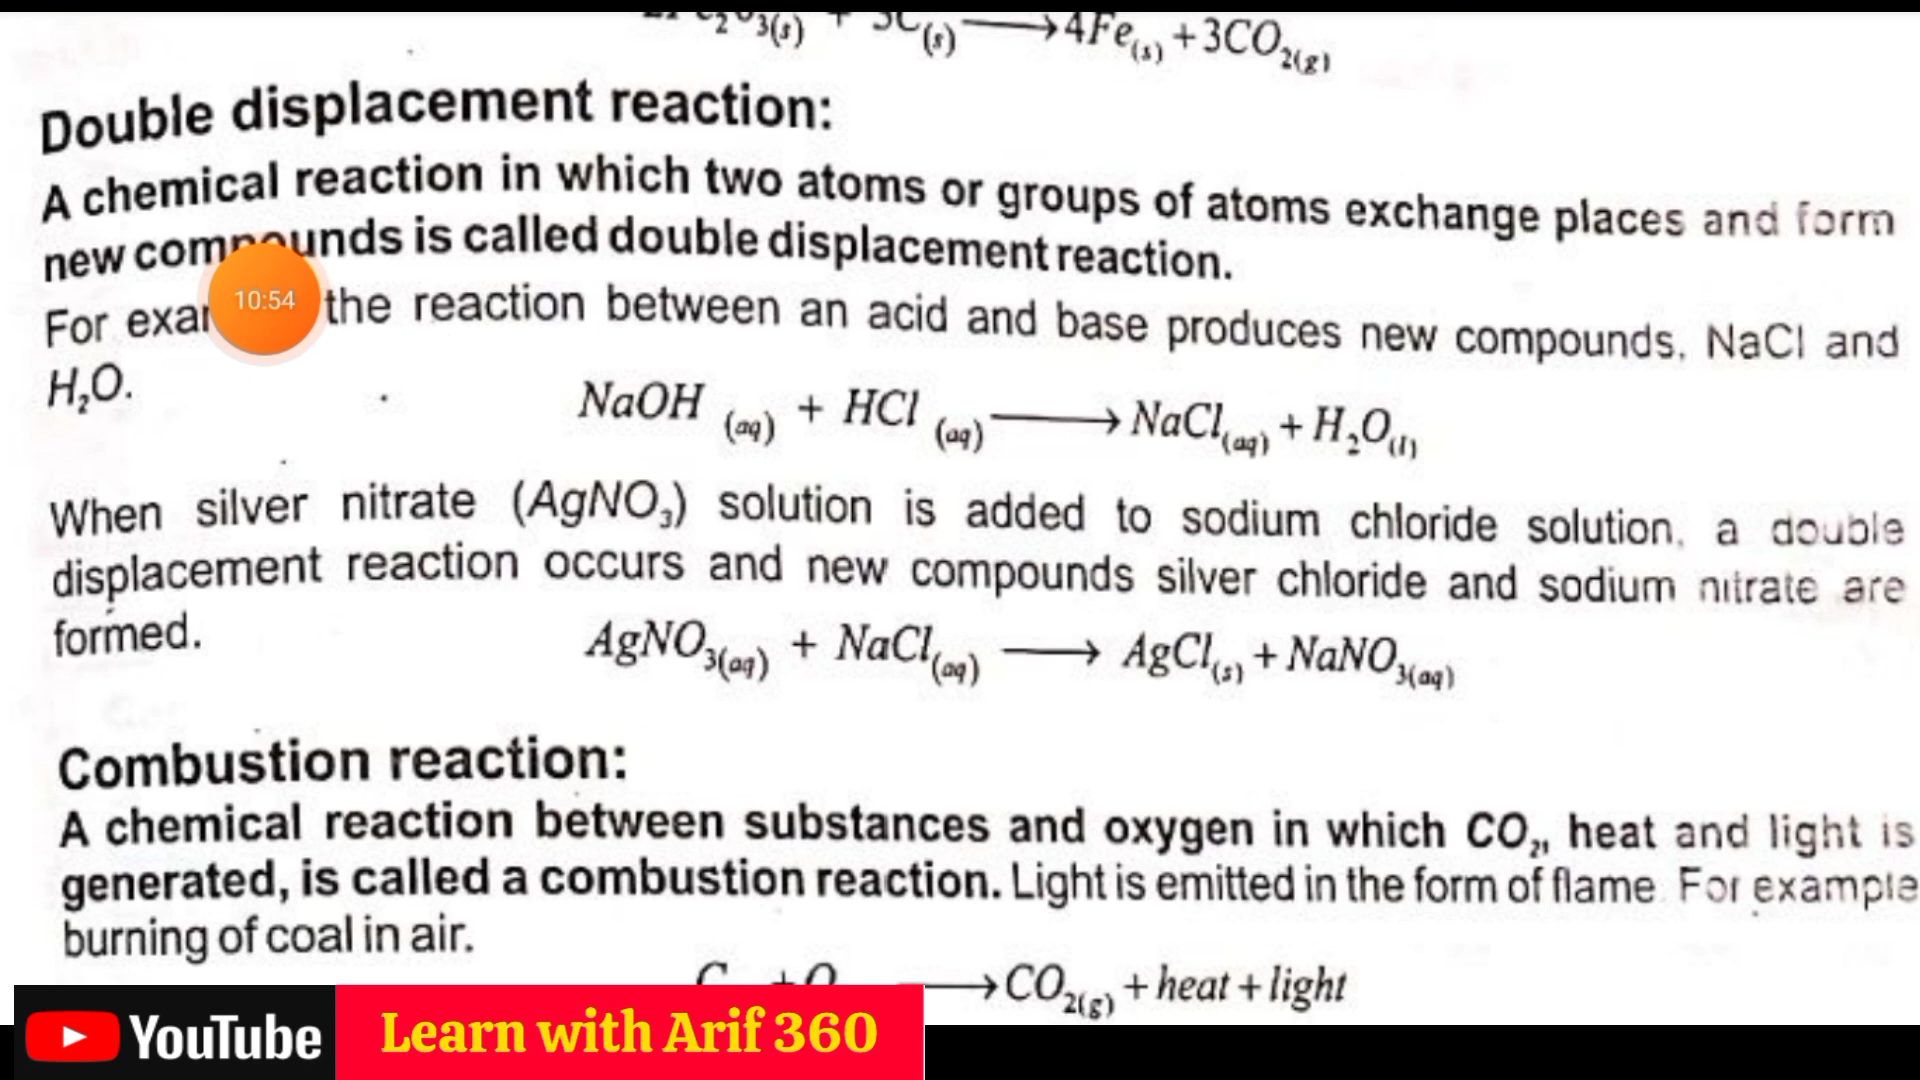 3(s) + 3C(s) ⟶ 4Fe(s) + 3CO2(g)
Double displacement reaction:
A chemical reaction in which two atoms or groups of atoms exchange places and form
new compounds is called double displacement reaction.
For exam the reaction between an acid and base produces new compounds, NaCl and
H₂O.
NaOH (aq) + HCl (aq) ⟶ NaCl(aq) + H₂O(l)
When silver nitrate (AgNO₃) solution is added to sodium chloride solution, a double
displacement reaction occurs and new compounds silver chloride and sodium nitrate are
formed.
AgNO3(aq) + NaCl(aq) ⟶ AgCl(s) + NaNO3(aq)
Combustion reaction:
A chemical reaction between substances and oxygen in which CO₂, heat and light is
generated, is called a combustion reaction. Light is emitted in the form of flame. For example
burning of coal in air.
C + O ⟶ CO2(g) + heat + light
10:54
YouTube
Learn with Arif 360